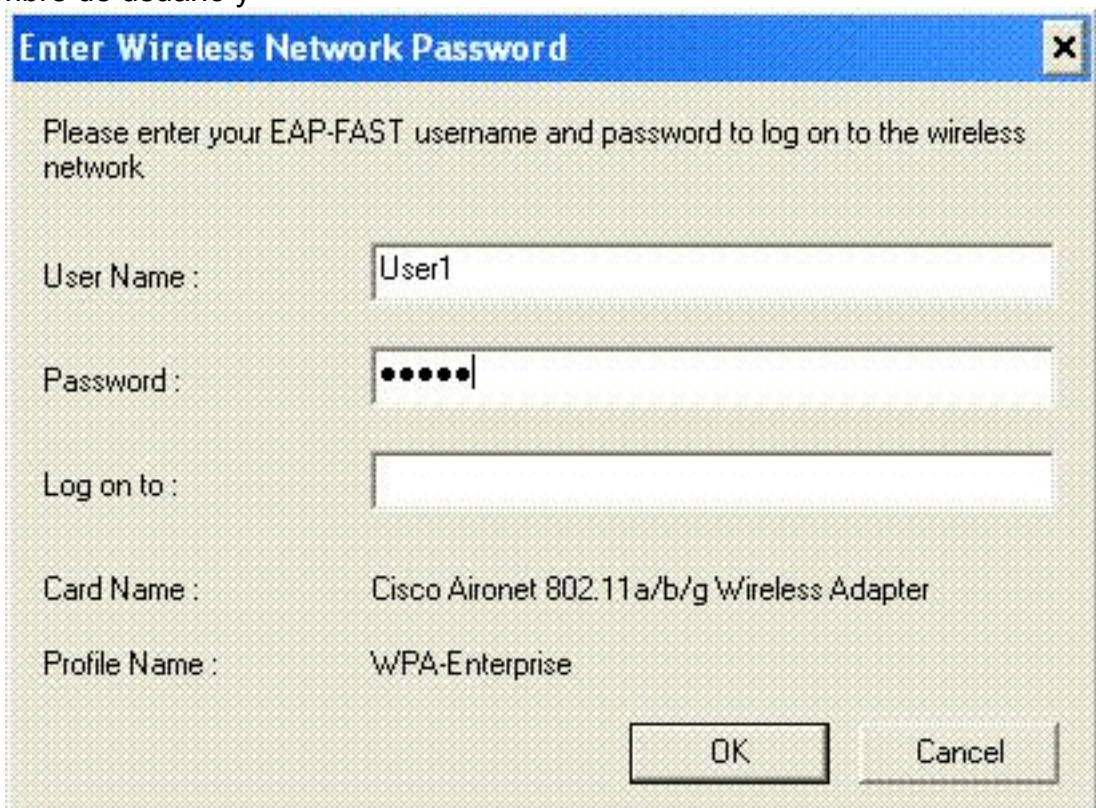 Enter Wireless Network Password
Please enter your EAP-FAST username and password to log on to the wireless
network
User Name : User1
Password : •••••
Log on to :
Card Name : Cisco Aironet 802.11a/b/g Wireless Adapter
Profile Name : WPA-Enterprise
OK Cancel